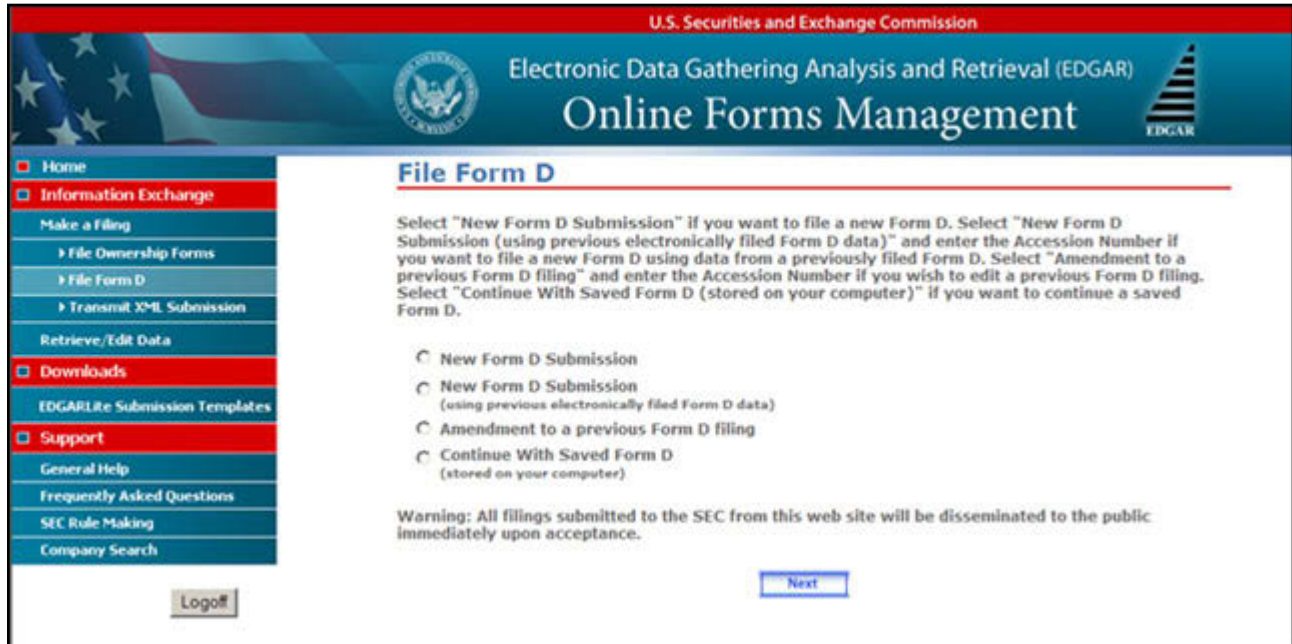 U.S. Securities and Exchange Commission
Electronic Data Gathering Analysis and Retrieval (EDGAR)
Online Forms Management
EDGAR
Home
Information Exchange
Make a Filing
File Ownership Forms
File Form D
Transmit XML Submission
Retrieve/Edit Data
Downloads
EDGARLite Submission Templates
Support
General Help
Frequently Asked Questions
SEC Rule Making
Company Search
Logoff
File Form D
Select "New Form D Submission" if you want to file a new Form D. Select "New Form D
Submission (using previous electronically filed Form D data)" and enter the Accession Number if
you want to file a new Form D using data from a previously filed Form D. Select "Amendment to a
previous Form D filing" and enter the Accession Number if you wish to edit a previous Form D filing.
Select "Continue With Saved Form D (stored on your computer)" if you want to continue a saved
Form D.
New Form D Submission
New Form D Submission
(using previous electronically filed Form D data)
Amendment to a previous Form D filing
Continue With Saved Form D
(stored on your computer)
Warning: All filings submitted to the SEC from this web site will be disseminated to the public
immediately upon acceptance.
Next